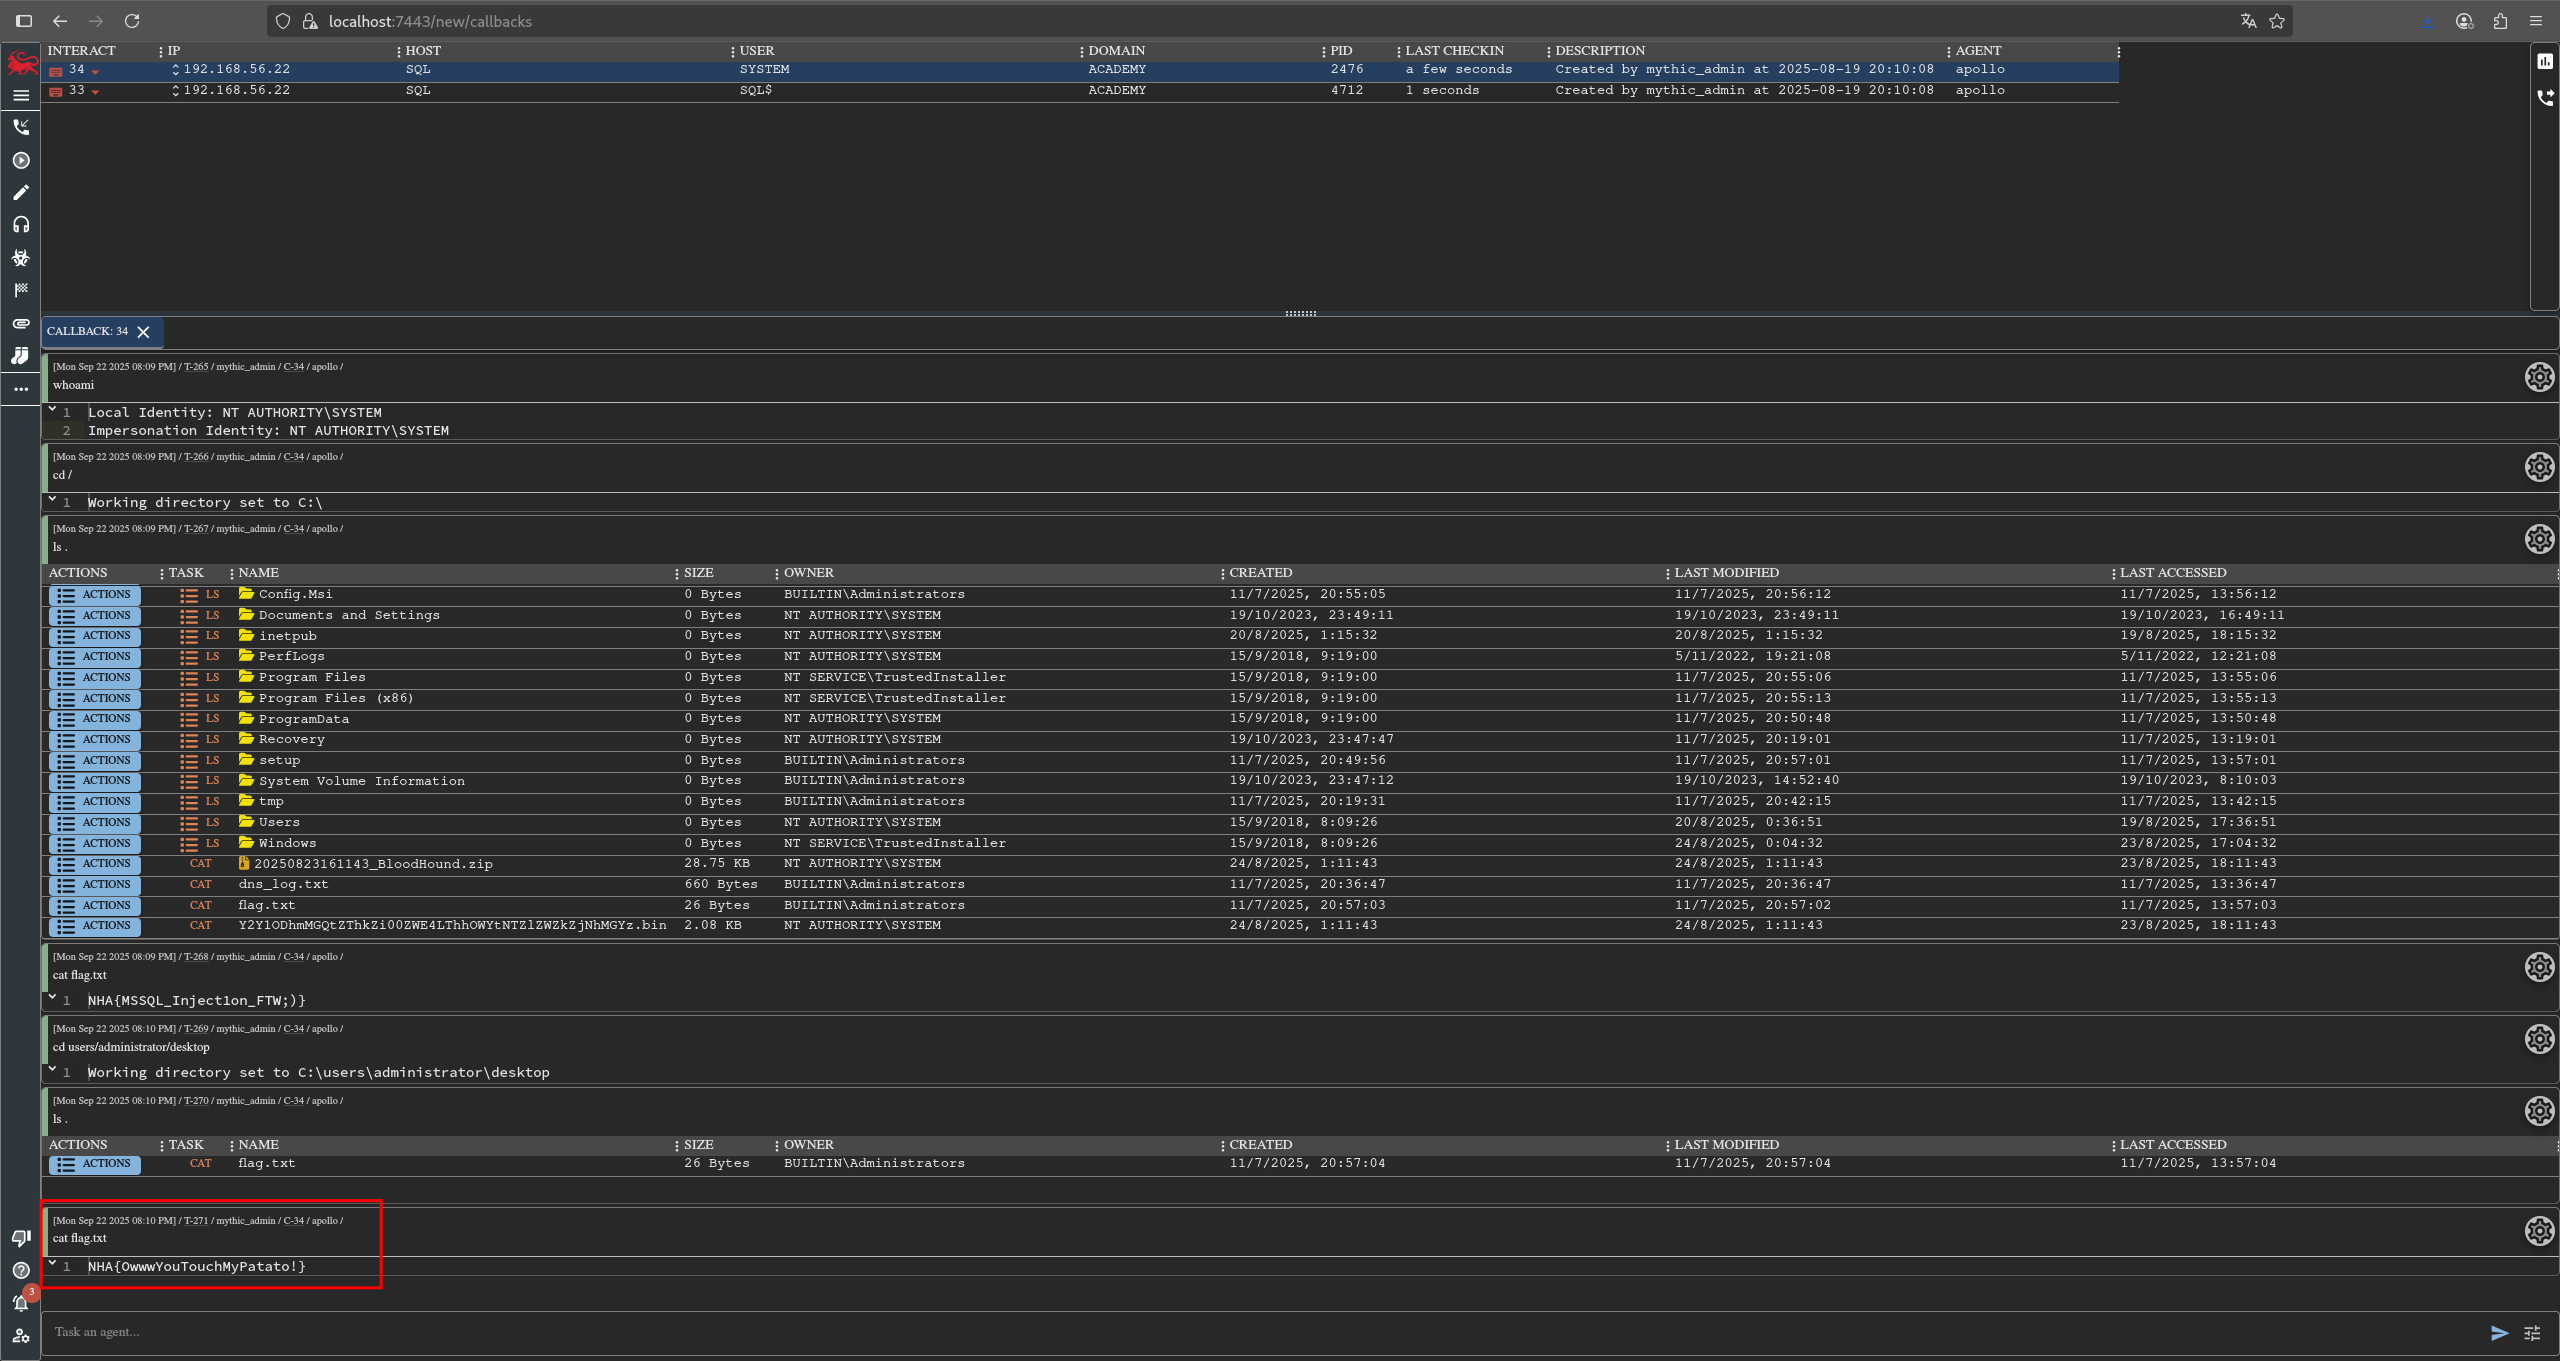 localhost:7443/new/callbacks
INTERACT IP HOST USER DOMAIN PID LAST CHECKIN DESCRIPTION AGENT
34 192.168.56.22 SQL SYSTEM ACADEMY 2476 a few seconds Created by mythic_admin at 2025-08-19 20:10:08 apollo
33 192.168.56.22 SQL SQL$ ACADEMY 4712 1 seconds Created by mythic_admin at 2025-08-19 20:10:08 apollo
CALLBACK: 34
[Mon Sep 22 2025 08:09 PM] / T-265 / mythic_admin / C-34 / apollo /
whoami
1 Local Identity: NT AUTHORITY\SYSTEM
2 Impersonation Identity: NT AUTHORITY\SYSTEM
[Mon Sep 22 2025 08:09 PM] / T-266 / mythic_admin / C-34 / apollo /
cd /
1 Working directory set to C:\
[Mon Sep 22 2025 08:09 PM] / T-267 / mythic_admin / C-34 / apollo /
ls .
ACTIONS TASK NAME SIZE OWNER CREATED LAST MODIFIED LAST ACCESSED
ACTIONS LS Config.Msi 0 Bytes BUILTIN\Administrators 11/7/2025, 20:55:05 11/7/2025, 20:56:12 11/7/2025, 13:56:12
ACTIONS LS Documents and Settings 0 Bytes NT AUTHORITY\SYSTEM 19/10/2023, 23:49:11 19/10/2023, 23:49:11 19/10/2023, 16:49:11
ACTIONS LS inetpub 0 Bytes NT AUTHORITY\SYSTEM 20/8/2025, 1:15:32 20/8/2025, 1:15:32 19/8/2025, 18:15:32
ACTIONS LS PerfLogs 0 Bytes NT AUTHORITY\SYSTEM 15/9/2018, 9:19:00 5/11/2022, 19:21:08 5/11/2022, 12:21:08
ACTIONS LS Program Files 0 Bytes NT SERVICE\TrustedInstaller 15/9/2018, 9:19:00 11/7/2025, 20:55:06 11/7/2025, 13:55:06
ACTIONS LS Program Files (x86) 0 Bytes NT SERVICE\TrustedInstaller 15/9/2018, 9:19:00 11/7/2025, 20:55:13 11/7/2025, 13:55:13
ACTIONS LS ProgramData 0 Bytes NT AUTHORITY\SYSTEM 15/9/2018, 9:19:00 11/7/2025, 20:50:48 11/7/2025, 13:50:48
ACTIONS LS Recovery 0 Bytes NT AUTHORITY\SYSTEM 19/10/2023, 23:47:47 11/7/2025, 20:19:01 11/7/2025, 13:19:01
ACTIONS LS setup 0 Bytes BUILTIN\Administrators 11/7/2025, 20:49:56 11/7/2025, 20:57:01 11/7/2025, 13:57:01
ACTIONS LS System Volume Information 0 Bytes BUILTIN\Administrators 19/10/2023, 23:47:12 19/10/2023, 14:52:40 19/10/2023, 8:10:03
ACTIONS LS tmp 0 Bytes BUILTIN\Administrators 11/7/2025, 20:19:31 11/7/2025, 20:42:15 11/7/2025, 13:42:15
ACTIONS LS Users 0 Bytes NT AUTHORITY\SYSTEM 15/9/2018, 8:09:26 20/8/2025, 0:36:51 19/8/2025, 17:36:51
ACTIONS LS Windows 0 Bytes NT SERVICE\TrustedInstaller 15/9/2018, 8:09:26 24/8/2025, 0:04:32 23/8/2025, 17:04:32
ACTIONS CAT 20250823161143_BloodHound.zip 28.75 KB NT AUTHORITY\SYSTEM 24/8/2025, 1:11:43 24/8/2025, 1:11:43 23/8/2025, 18:11:43
ACTIONS CAT dns_log.txt 660 Bytes BUILTIN\Administrators 11/7/2025, 20:36:47 11/7/2025, 20:36:47 11/7/2025, 13:36:47
ACTIONS CAT flag.txt 26 Bytes BUILTIN\Administrators 11/7/2025, 20:57:03 11/7/2025, 20:57:02 11/7/2025, 13:57:03
ACTIONS CAT Y2Y1ODhmMGQtZThkZi00ZWE4LThhOWYtNTZlZWZkZjNhMGYz.bin 2.08 KB NT AUTHORITY\SYSTEM 24/8/2025, 1:11:43 24/8/2025, 1:11:43 23/8/2025, 18:11:43
[Mon Sep 22 2025 08:09 PM] / T-268 / mythic_admin / C-34 / apollo /
cat flag.txt
1 NHA{MSSQL_Inject1on_FTW;)}
[Mon Sep 22 2025 08:10 PM] / T-269 / mythic_admin / C-34 / apollo /
cd users/administrator/desktop
1 Working directory set to C:\users\administrator\desktop
[Mon Sep 22 2025 08:10 PM] / T-270 / mythic_admin / C-34 / apollo /
ls .
ACTIONS TASK NAME SIZE OWNER CREATED LAST MODIFIED LAST ACCESSED
ACTIONS CAT flag.txt 26 Bytes BUILTIN\Administrators 11/7/2025, 20:57:04 11/7/2025, 20:57:04 11/7/2025, 13:57:04
[Mon Sep 22 2025 08:10 PM] / T-271 / mythic_admin / C-34 / apollo /
cat flag.txt
1 NHA{OwwwYouTouchMyPatato!}
3
Task an agent...